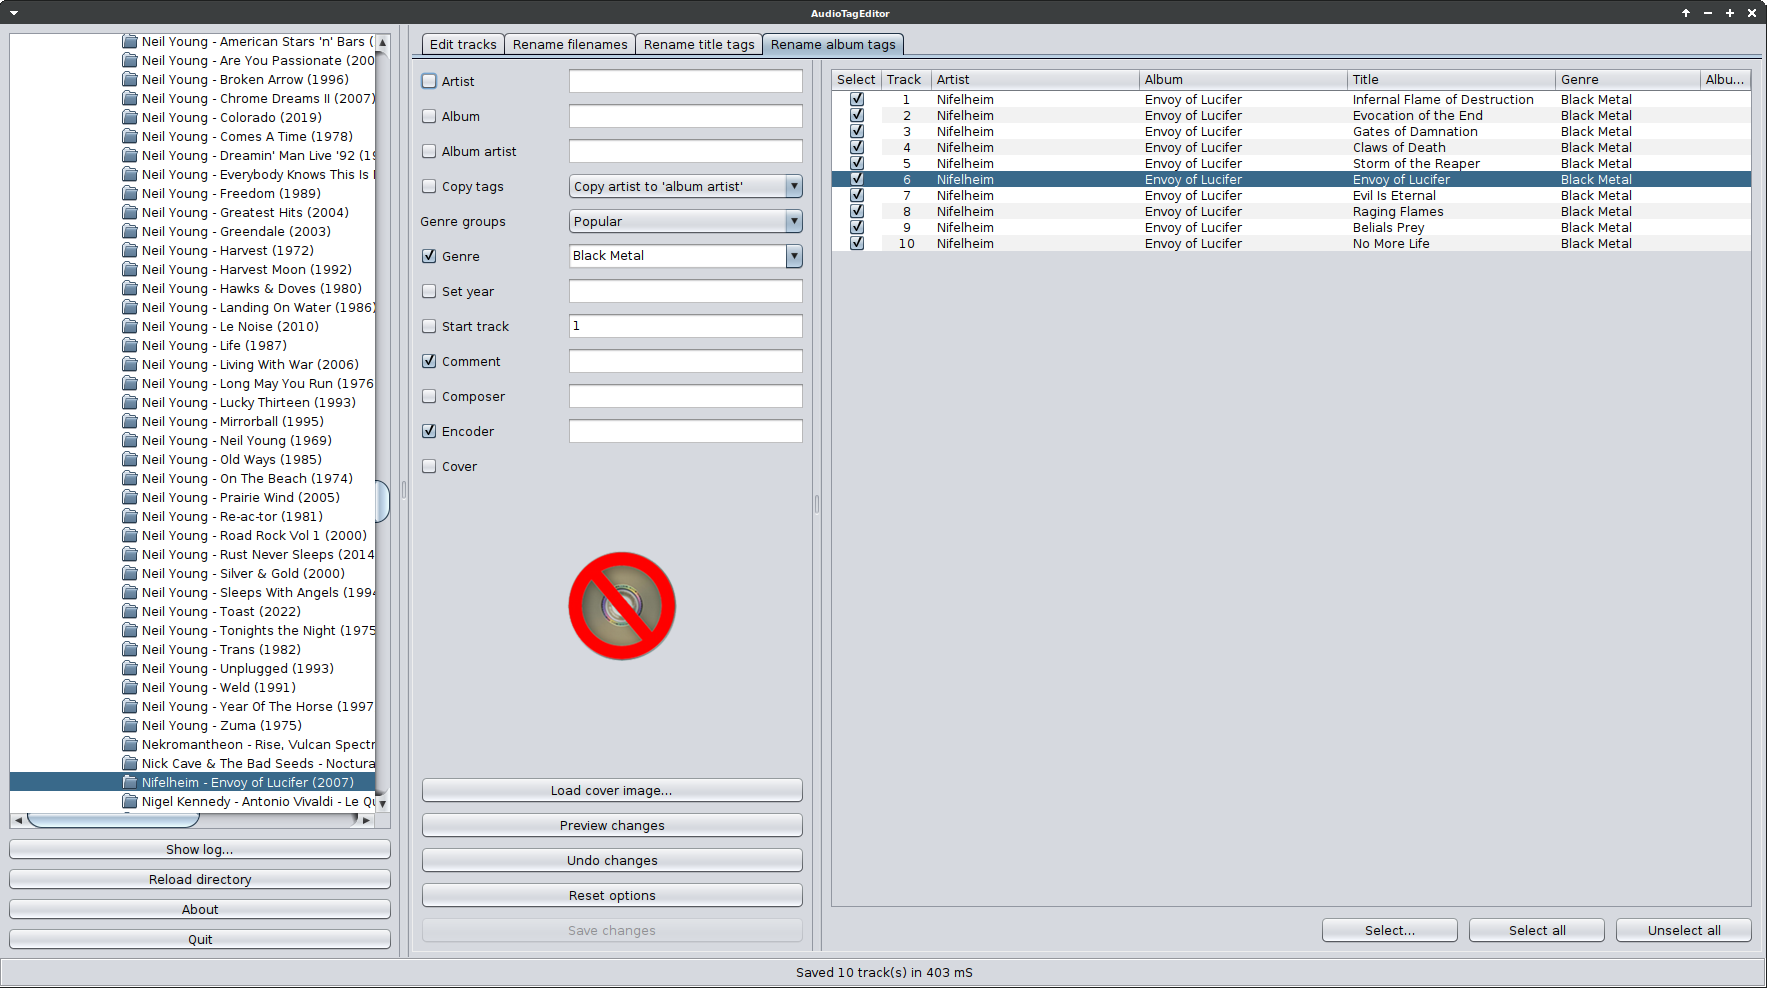 AudioTagEditor
Neil Young - American Stars 'n' Bars (
Neil Young - Are You Passionate (200
Neil Young - Broken Arrow (1996)
Neil Young - Chrome Dreams II (2007)
Neil Young - Colorado (2019)
Neil Young - Comes A Time (1978)
Neil Young - Dreamin' Man Live '92 (19
Neil Young - Everybody Knows This Is
Neil Young - Freedom (1989)
Neil Young - Greatest Hits (2004)
Neil Young - Greendale (2003)
Neil Young - Harvest (1972)
Neil Young - Harvest Moon (1992)
Neil Young - Hawks & Doves (1980)
Neil Young - Landing On Water (1986)
Neil Young - Le Noise (2010)
Neil Young - Life (1987)
Neil Young - Living With War (2006)
Neil Young - Long May You Run (1976
Neil Young - Lucky Thirteen (1993)
Neil Young - Mirrorball (1995)
Neil Young - Neil Young (1969)
Neil Young - Old Ways (1985)
Neil Young - On The Beach (1974)
Neil Young - Prairie Wind (2005)
Neil Young - Re-ac-tor (1981)
Neil Young - Road Rock Vol 1 (2000)
Neil Young - Rust Never Sleeps (2014
Neil Young - Silver & Gold (2000)
Neil Young - Sleeps With Angels (1994
Neil Young - Toast (2022)
Neil Young - Tonights the Night (1975
Neil Young - Trans (1982)
Neil Young - Unplugged (1993)
Neil Young - Weld (1991)
Neil Young - Year Of The Horse (1997
Neil Young - Zuma (1975)
Nekromantheon - Rise, Vulcan Spectr
Nick Cave & The Bad Seeds - Noctura
Nifelheim - Envoy of Lucifer (2007)
Nigel Kennedy - Antonio Vivaldi - Le Qu
Show log...
Reload directory
About
Quit
Edit tracks Rename filenames Rename title tags Rename album tags
Artist
Album
Album artist
Copy tags Copy artist to 'album artist'
Genre groups Popular
Genre Black Metal
Set year
Start track 1
Comment
Composer
Encoder
Cover
Load cover image...
Preview changes
Undo changes
Reset options
Save changes
Select Track Artist Album Title Genre Albu...
1 Nifelheim Envoy of Lucifer Infernal Flame of Destruction Black Metal
2 Nifelheim Envoy of Lucifer Evocation of the End Black Metal
3 Nifelheim Envoy of Lucifer Gates of Damnation Black Metal
4 Nifelheim Envoy of Lucifer Claws of Death Black Metal
5 Nifelheim Envoy of Lucifer Storm of the Reaper Black Metal
6 Nifelheim Envoy of Lucifer Envoy of Lucifer Black Metal
7 Nifelheim Envoy of Lucifer Evil Is Eternal Black Metal
8 Nifelheim Envoy of Lucifer Raging Flames Black Metal
9 Nifelheim Envoy of Lucifer Belials Prey Black Metal
10 Nifelheim Envoy of Lucifer No More Life Black Metal
Select... Select all Unselect all
Saved 10 track(s) in 403 mS